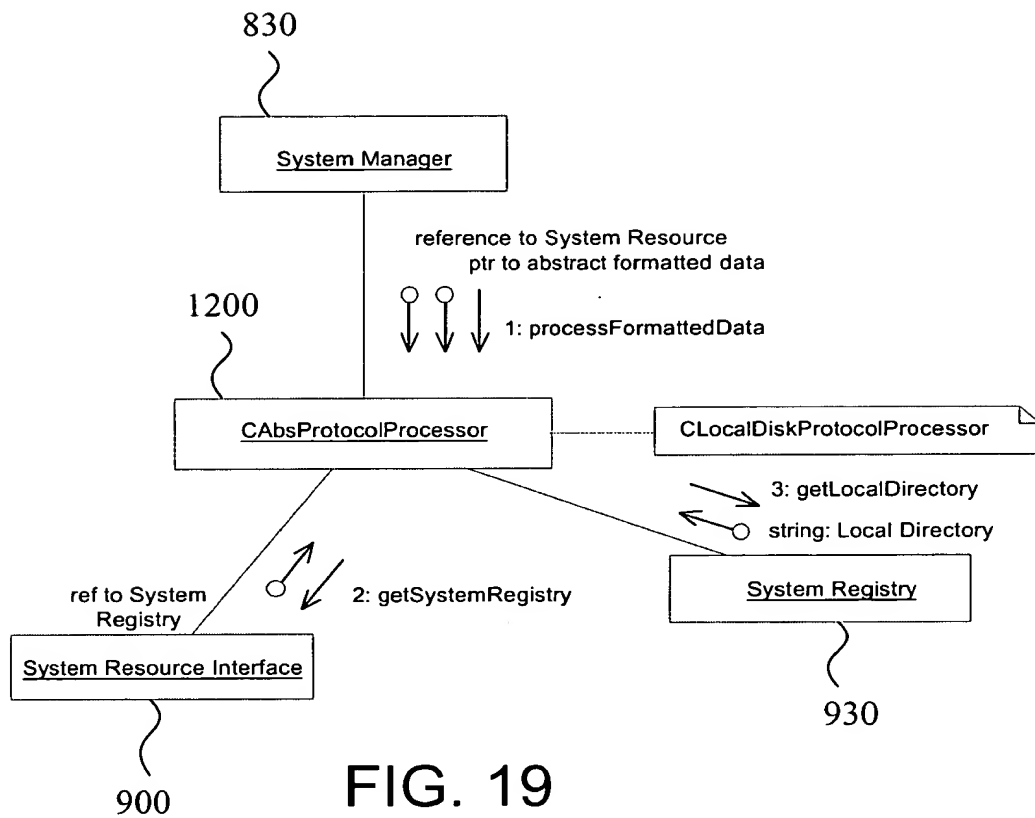 830
System Manager
reference to System Resource
ptr to abstract formatted data
1: processFormattedData
1200
CAbsProtocolProcessor
CLocalDiskProtocolProcessor
3: getLocalDirectory
string: Local Directory
2: getSystemRegistry
ref to System
Registry
System Registry
System Resource Interface
930
900
FIG. 19